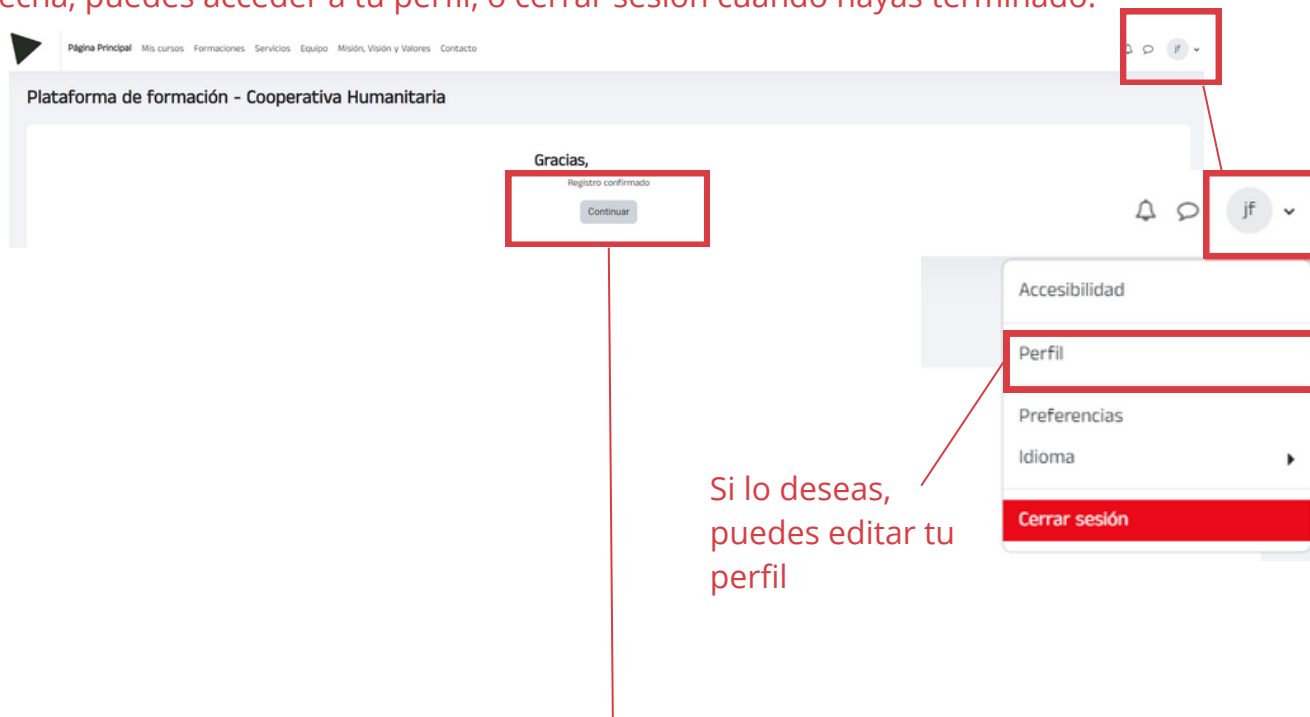 echa, puedes acceder a tu perfil, o cerrar sesión cuando hayas terminado.
Página Principal Mis cursos Formaciones Servicios Equipo Misión, Visión y Valores Contacto
jf
Plataforma de formación - Cooperativa Humanitaria
Gracias,
Registro confirmado
Continuar
jf
Accesibilidad
Perfil
Preferencias
Idioma
Cerrar sesión
Si lo deseas,
puedes editar tu
perfil